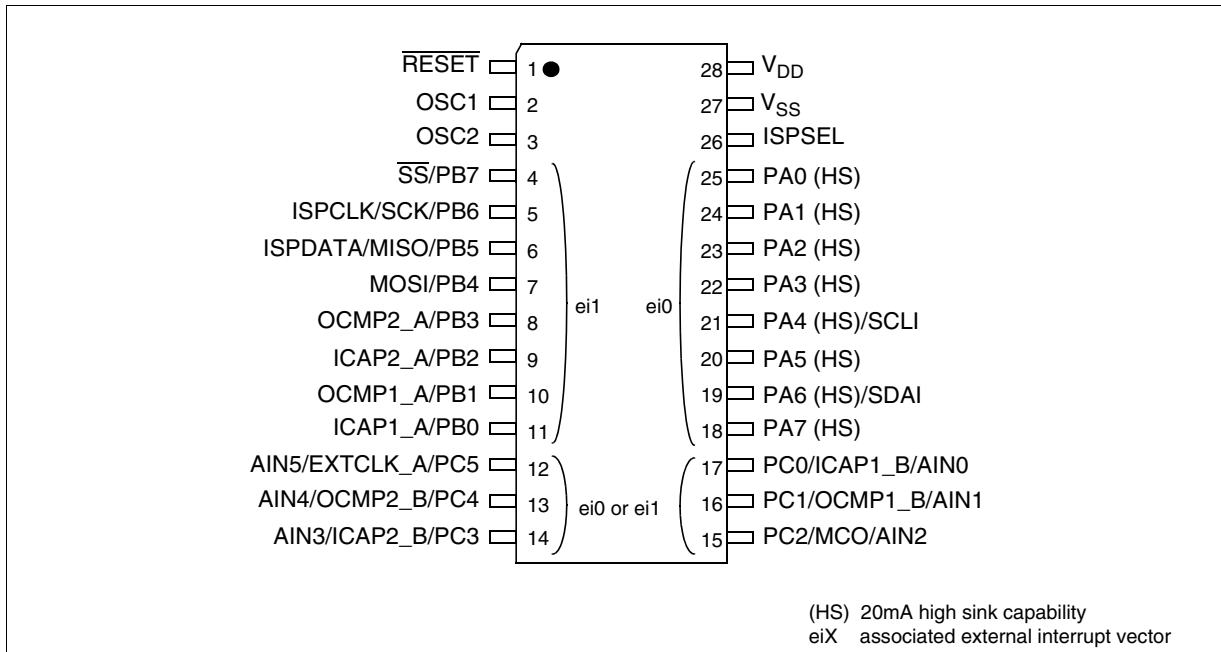 RESET 1 28 VDD
OSC1 2 27 VSS
OSC2 3 26 ISPSEL
SS/PB7 4 25 PA0 (HS)
ISPCLK/SCK/PB6 5 24 PA1 (HS)
ISPDATA/MISO/PB5 6 23 PA2 (HS)
MOSI/PB4 7 22 PA3 (HS)
ei1 ei0
OCMP2_A/PB3 8 21 PA4 (HS)/SCLI
ICAP2_A/PB2 9 20 PA5 (HS)
OCMP1_A/PB1 10 19 PA6 (HS)/SDAI
ICAP1_A/PB0 11 18 PA7 (HS)
AIN5/EXTCLK_A/PC5 12 17 PC0/ICAP1_B/AIN0
AIN4/OCMP2_B/PC4 13 ei0 or ei1 16 PC1/OCMP1_B/AIN1
AIN3/ICAP2_B/PC3 14 15 PC2/MCO/AIN2
(HS) 20mA high sink capability
eiX associated external interrupt vector